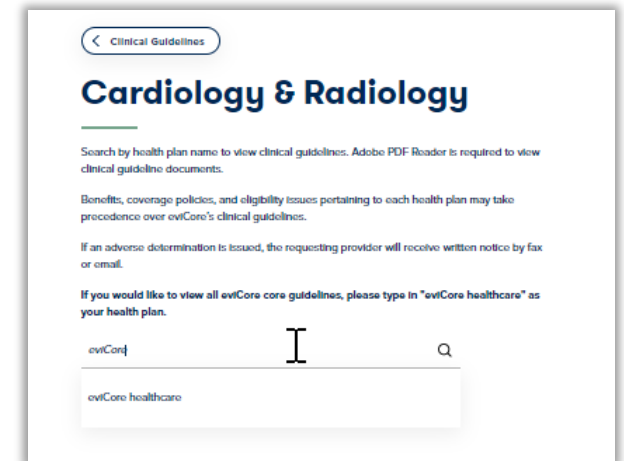 Clinical Guidelines
Cardiology & Radiology
Search by health plan name to view clinical guidelines. Adobe PDF Reader is required to view
clinical guideline documents.
Benefits, coverage policies, and eligibility issues pertaining to each health plan may take
precedence over eviCore's clinical guidelines.
If an adverse determination is issued, the requesting provider will receive written notice by fax
or email.
If you would like to view all eviCore core guidelines, please type in "eviCore healthcare" as
your health plan.
eviCore
eviCore healthcare